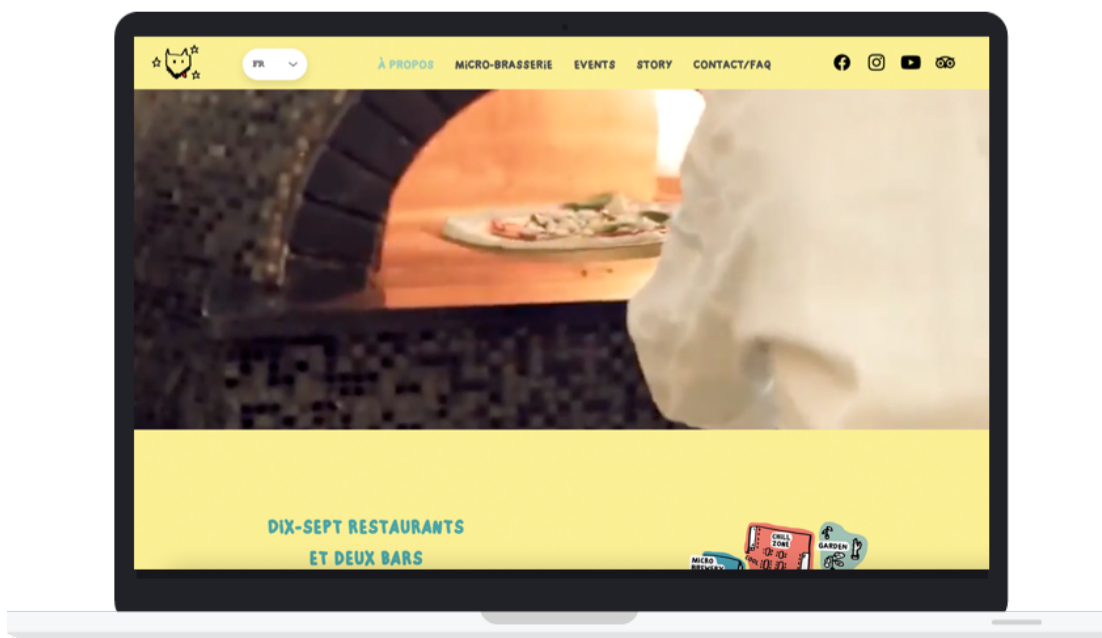 FR
À PROPOS
MiCRO-BRASSERiE
EVENTS
STORY
CONTACT/FAQ
DIX-SEPT RESTAURANTS
ET DEUX BARS
CHILL
ZONE
GARDEN
MICRO
BREWERY